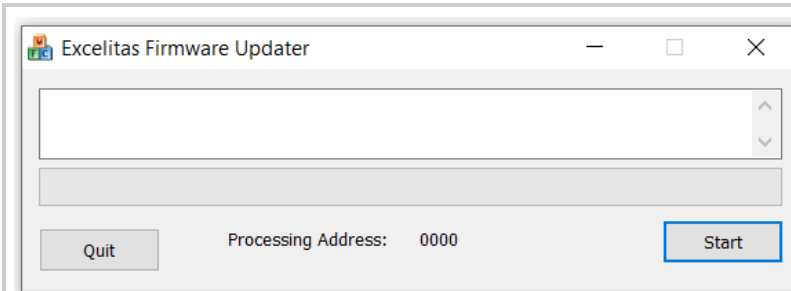 Excelitas Firmware Updater
Quit Processing Address: 0000 Start